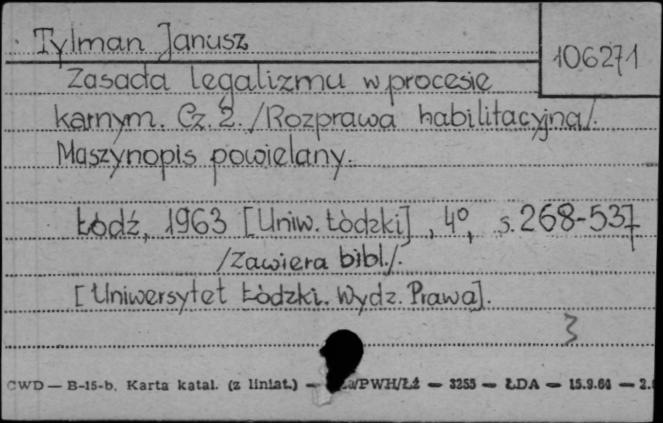 Tylman Janusz
106271
Zasada legalizmu w procesie
karnym. Cz. 2. /Rozprawa habilitacyjna/.
Maszynopis powielany.
Łódź, 1963 [Uniw. Łódzki], 4°, s. 268-537
/Zawiera bibl./.
[Uniwersytet Łódzki. Wydz. Prawa].
3
CWD — B-15-b. Karta katal. (z liniat.) — /PWH/Łź — 3255 — ŁDA — 15.9.60 — 2.